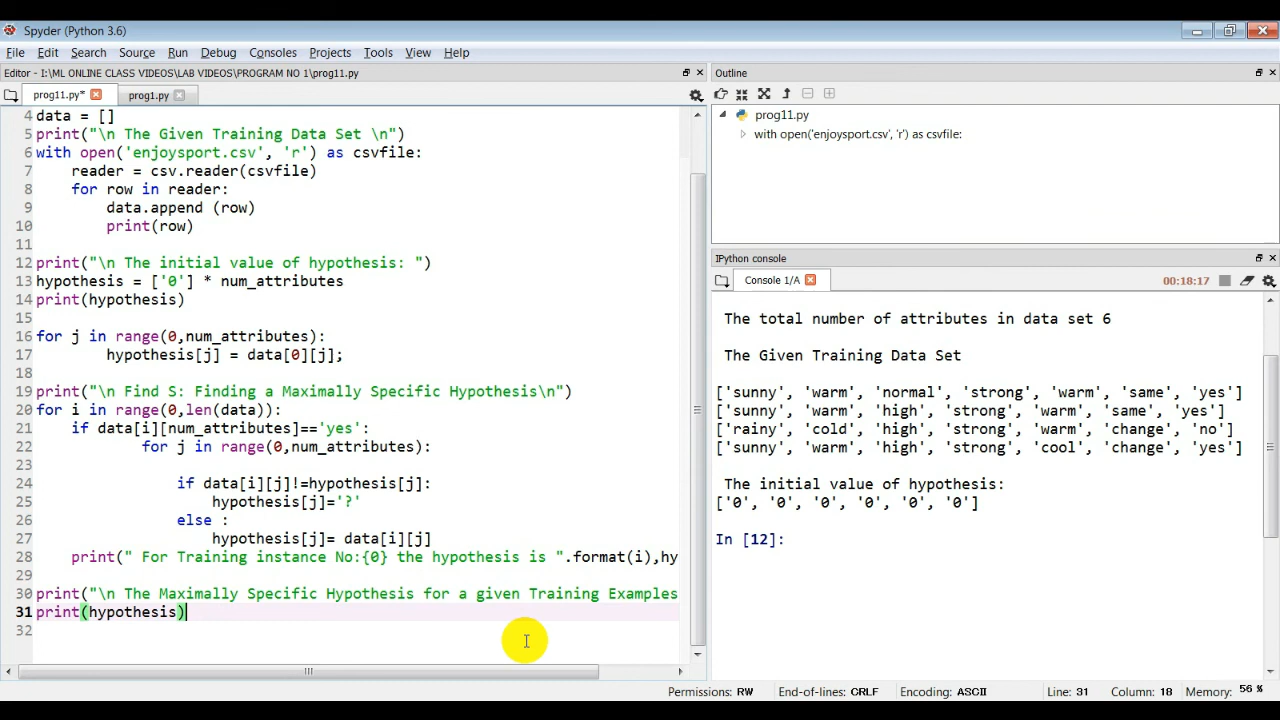 Spyder (Python 3.6)
File Edit Search Source Run Debug Consoles Projects Tools View Help
Editor - I:\ML ONLINE CLASS VIDEOS\LAB VIDEOS\PROGRAM NO 1\prog11.py
prog11.py* prog1.py
4 data = []
5 print("\n The Given Training Data Set \n")
6 with open('enjoysport.csv', 'r') as csvfile:
7     reader = csv.reader(csvfile)
8     for row in reader:
9         data.append (row)
10         print(row)
11
12 print("\n The initial value of hypothesis: ")
13 hypothesis = ['0'] * num_attributes
14 print(hypothesis)
15
16 for j in range(0,num_attributes):
17         hypothesis[j] = data[0][j];
18
19 print("\n Find S: Finding a Maximally Specific Hypothesis\n")
20 for i in range(0,len(data)):
21     if data[i][num_attributes]=='yes':
22             for j in range(0,num_attributes):
23
24                 if data[i][j]!=hypothesis[j]:
25                     hypothesis[j]='?'
26                 else :
27                     hypothesis[j]= data[i][j]
28     print(" For Training instance No:{0} the hypothesis is ".format(i),hy
29
30 print("\n The Maximally Specific Hypothesis for a given Training Examples
31 print(hypothesis)
32
Outline
prog11.py
with open('enjoysport.csv', 'r') as csvfile:
IPython console
Console 1/A
00:18:17
The total number of attributes in data set 6
The Given Training Data Set
['sunny', 'warm', 'normal', 'strong', 'warm', 'same', 'yes']
['sunny', 'warm', 'high', 'strong', 'warm', 'same', 'yes']
['rainy', 'cold', 'high', 'strong', 'warm', 'change', 'no']
['sunny', 'warm', 'high', 'strong', 'cool', 'change', 'yes']
The initial value of hypothesis:
['0', '0', '0', '0', '0', '0']
In [12]:
Permissions: RW End-of-lines: CRLF Encoding: ASCII Line: 31 Column: 18 Memory: 56 %